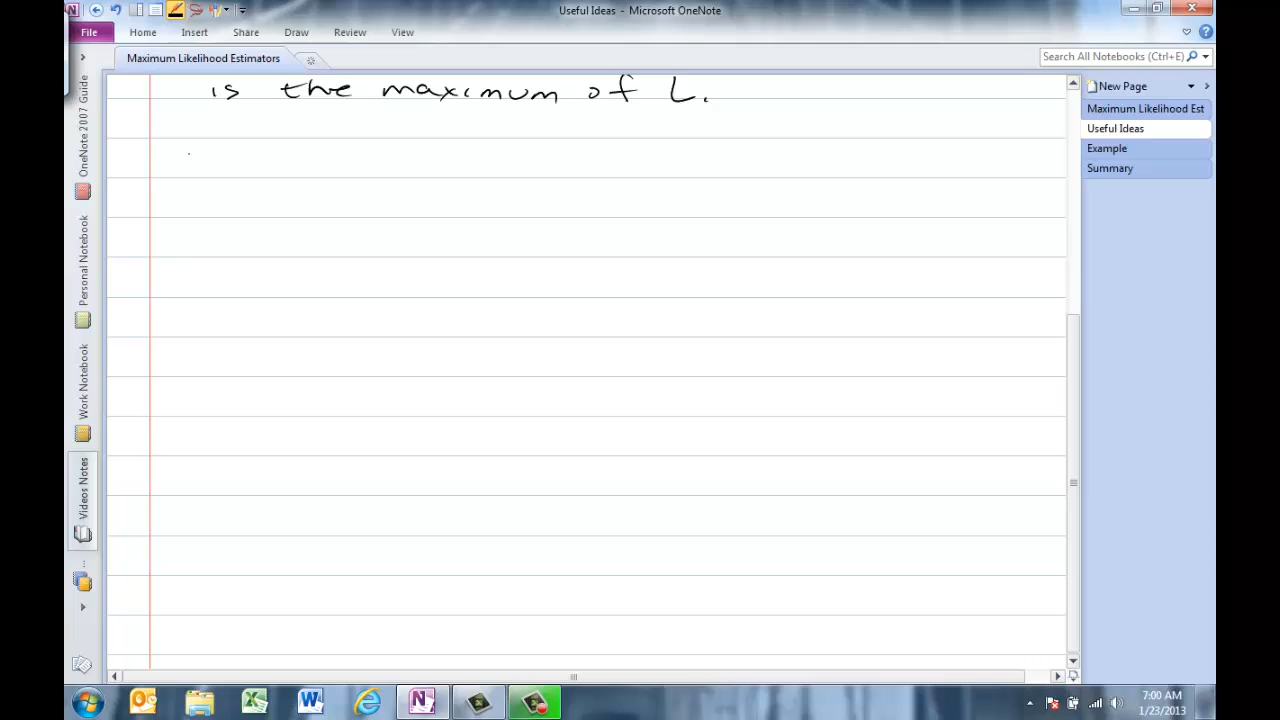 Useful Ideas - Microsoft OneNote
File Home Insert Share Draw Review View
Maximum Likelihood Estimators
Search All Notebooks (Ctrl+E)
is the maximum of L.
New Page
Maximum Likelihood Est
Useful Ideas
Example
Summary
OneNote 2007 Guide
Personal Notebook
Work Notebook
Videos Notes
7:00 AM
1/23/2013